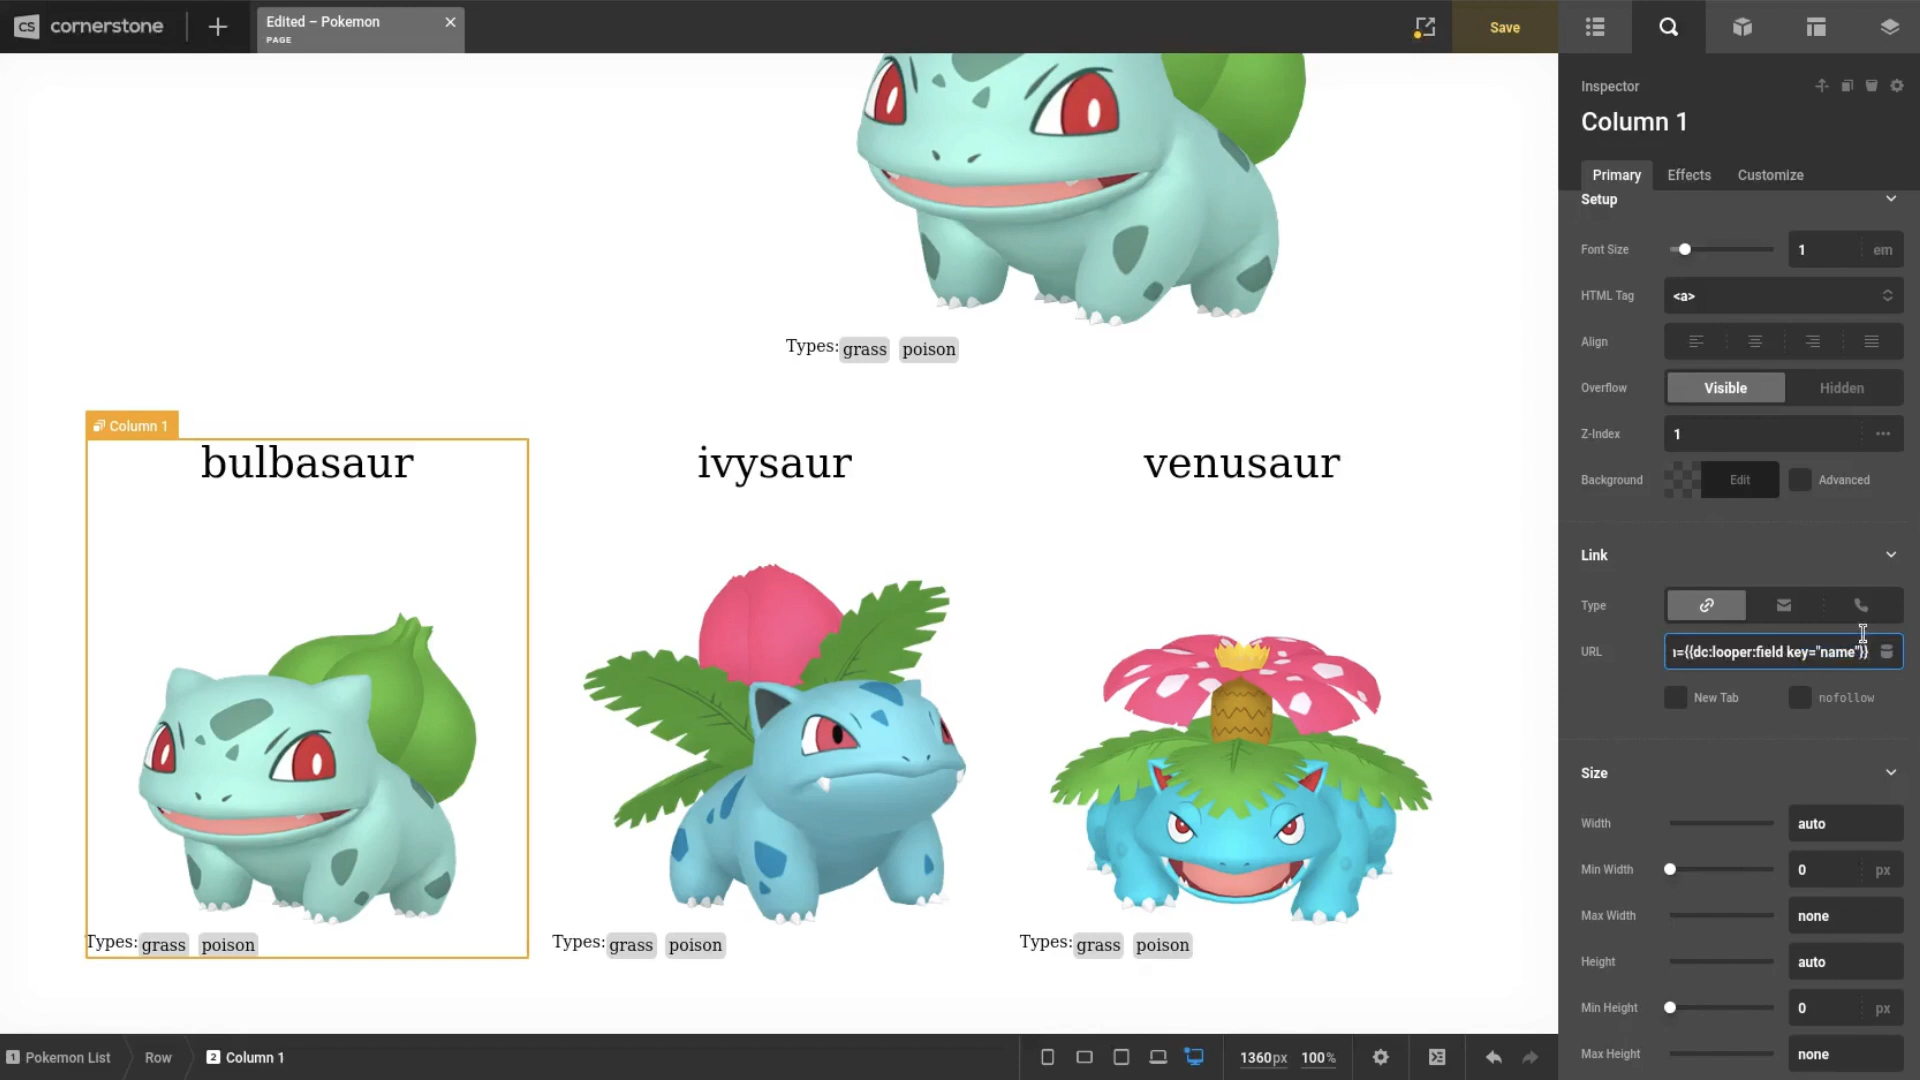 CS cornerstone
+
Edited – Pokemon
PAGE
Save
Inspector
Column 1
Primary Effects Customize
Setup
Font Size 1 em
HTML Tag <a>
Align
Overflow Visible Hidden
Z-Index 1
Background Edit Advanced
Link
Type
URL ={{dc:looper:field key="name"}}
New Tab nofollow
Size
Width auto
Min Width 0 px
Max Width none
Height auto
Min Height 0 px
Max Height none
Types: grass poison
Column 1
bulbasaur ivysaur venusaur
Types: grass poison
Types: grass poison
Types: grass poison
1 Pokemon List Row 2 Column 1
1360px 100%